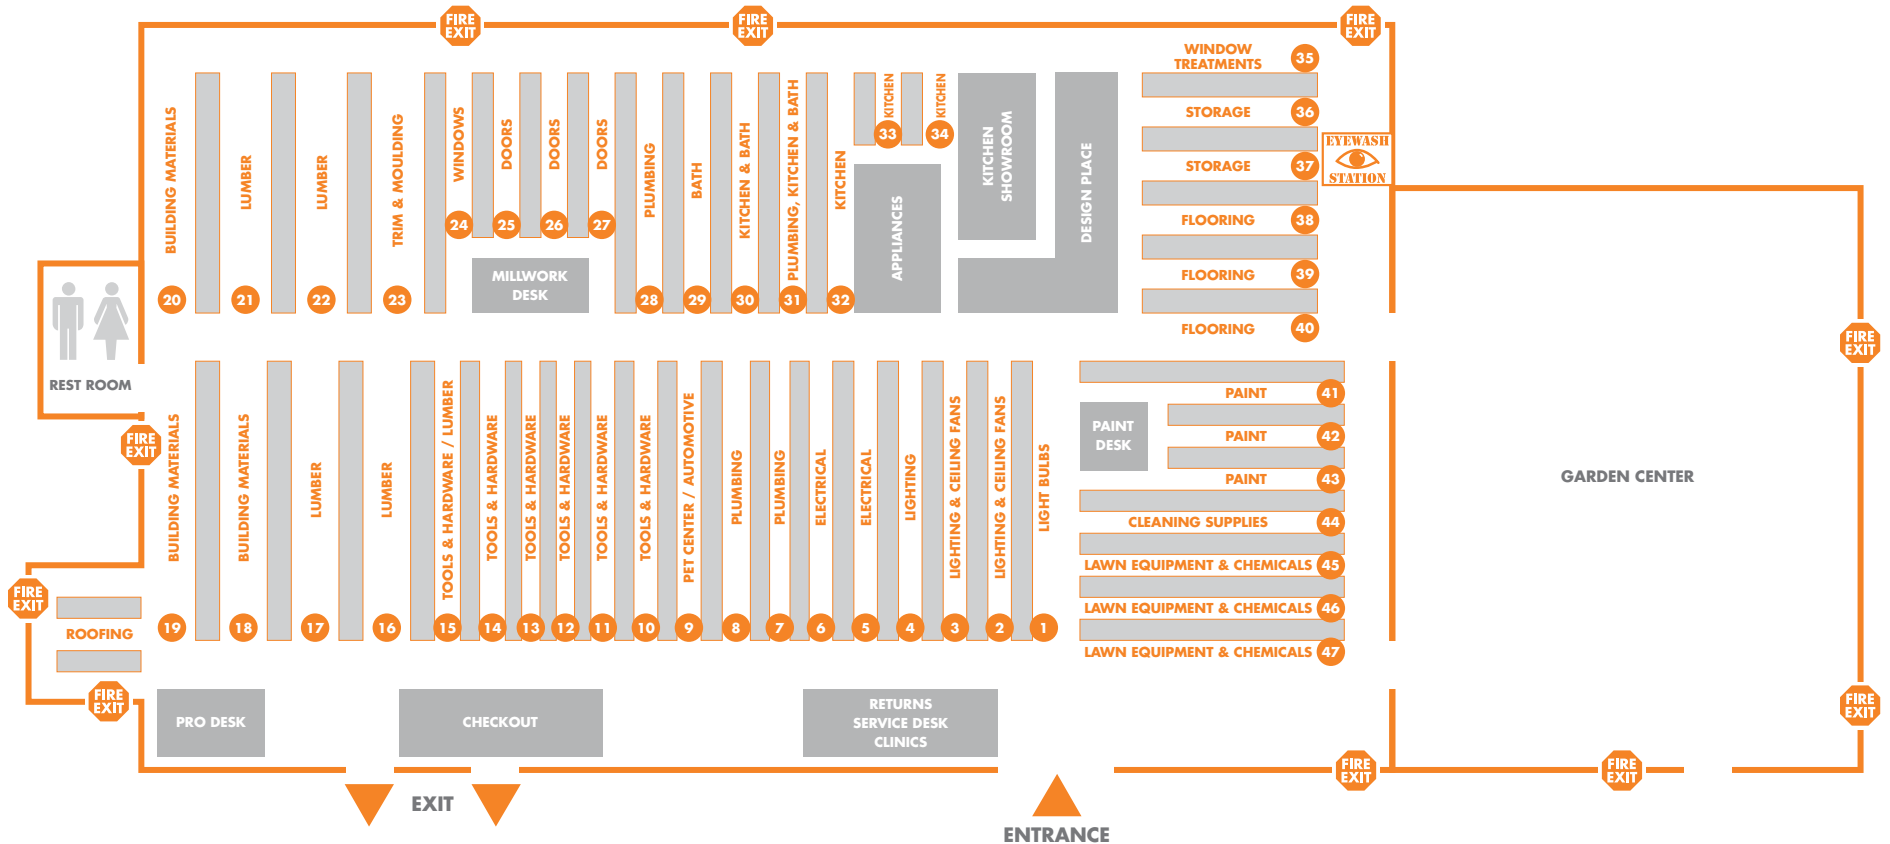 FIRE
EXIT
FIRE
EXIT
FIRE
EXIT
BUILDING MATERIALS
20
LUMBER
21
LUMBER
22
TRIM & MOULDING
23
WINDOWS
24
DOORS
25
DOORS
26
DOORS
27
MILLWORK
DESK
PLUMBING
28
BATH
29
KITCHEN & BATH
30
PLUMBING, KITCHEN & BATH
31
KITCHEN
32
KITCHEN
33
KITCHEN
34
APPLIANCES
KITCHEN
SHOWROOM
DESIGN PLACE
WINDOW
TREATMENTS
35
STORAGE
36
STORAGE
37
EYEWASH
STATION
FLOORING
38
FLOORING
39
FLOORING
40
REST ROOM
FIRE
EXIT
FIRE
EXIT
ROOFING
FIRE
EXIT
BUILDING MATERIALS
19
BUILDING MATERIALS
18
LUMBER
17
LUMBER
16
TOOLS & HARDWARE / LUMBER
15
TOOLS & HARDWARE
14
TOOLS & HARDWARE
13
TOOLS & HARDWARE
12
TOOLS & HARDWARE
11
TOOLS & HARDWARE
10
PET CENTER / AUTOMOTIVE
9
PLUMBING
8
PLUMBING
7
ELECTRICAL
6
ELECTRICAL
5
LIGHTING
4
LIGHTING & CEILING FANS
3
LIGHTING & CEILING FANS
2
LIGHT BULBS
1
PAINT
41
PAINT
DESK
PAINT
42
PAINT
43
CLEANING SUPPLIES
44
LAWN EQUIPMENT & CHEMICALS
45
LAWN EQUIPMENT & CHEMICALS
46
LAWN EQUIPMENT & CHEMICALS
47
GARDEN CENTER
FIRE
EXIT
FIRE
EXIT
FIRE
EXIT
FIRE
EXIT
PRO DESK
CHECKOUT
RETURNS
SERVICE DESK
CLINICS
EXIT
ENTRANCE